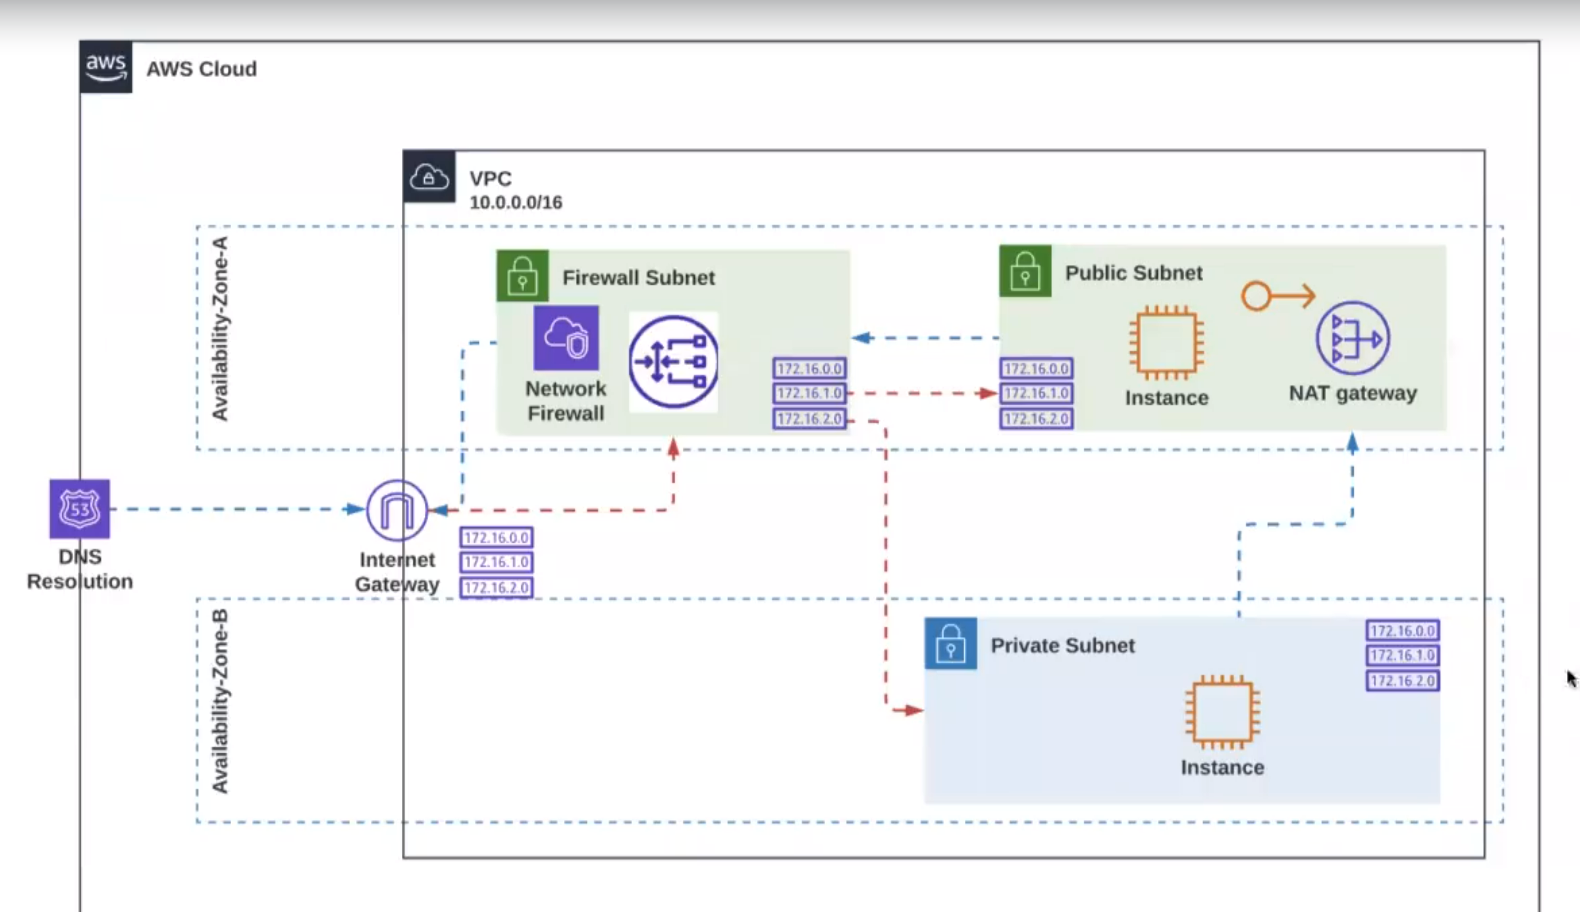 aws
AWS Cloud
VPC
10.0.0.0/16
Availability-Zone-A
Firewall Subnet
Network
Firewall
172.16.0.0
172.16.1.0
172.16.2.0
Public Subnet
172.16.0.0
172.16.1.0
172.16.2.0
Instance
NAT gateway
53
DNS
Resolution
Internet
Gateway
172.16.0.0
172.16.1.0
172.16.2.0
Availability-Zone-B
Private Subnet
172.16.0.0
172.16.1.0
172.16.2.0
Instance